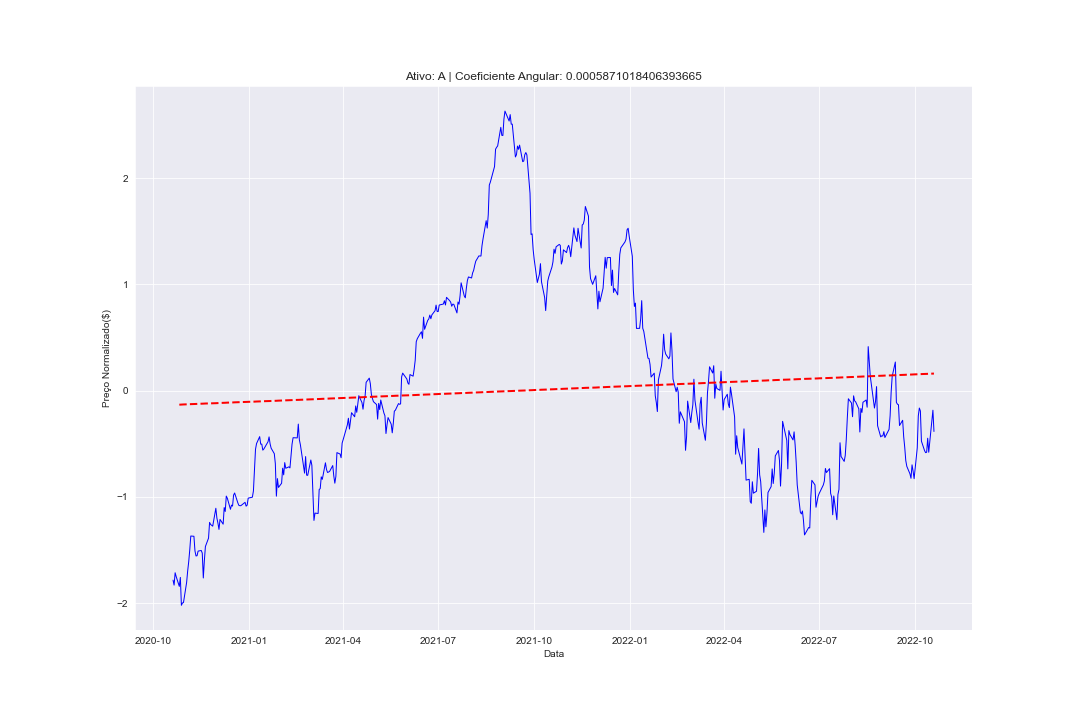 Ativo: A | Coeficiente Angular: 0.0005871018406393665
Preço Normalizado($)
2
1
0
−1
−2
2020-10 2021-01 2021-04 2021-07 2021-10 2022-01 2022-04 2022-07 2022-10
Data